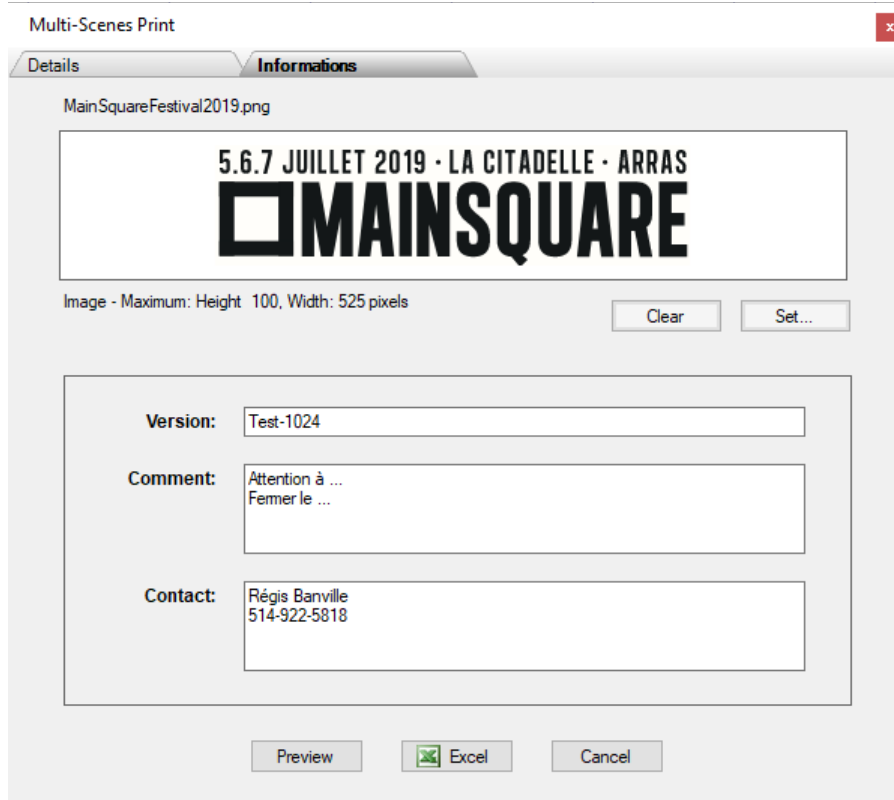 Multi-Scenes Print
x
Details
Informations
MainSquareFestival2019.png
5.6.7 JUILLET 2019 · LA CITADELLE · ARRAS
MAINSQUARE
Image - Maximum: Height 100, Width: 525 pixels
Clear
Set...
Version:
Test-1024
Comment:
Attention à ...
Fermer le ...
Contact:
Régis Banville
514-922-5818
Preview
Excel
Cancel